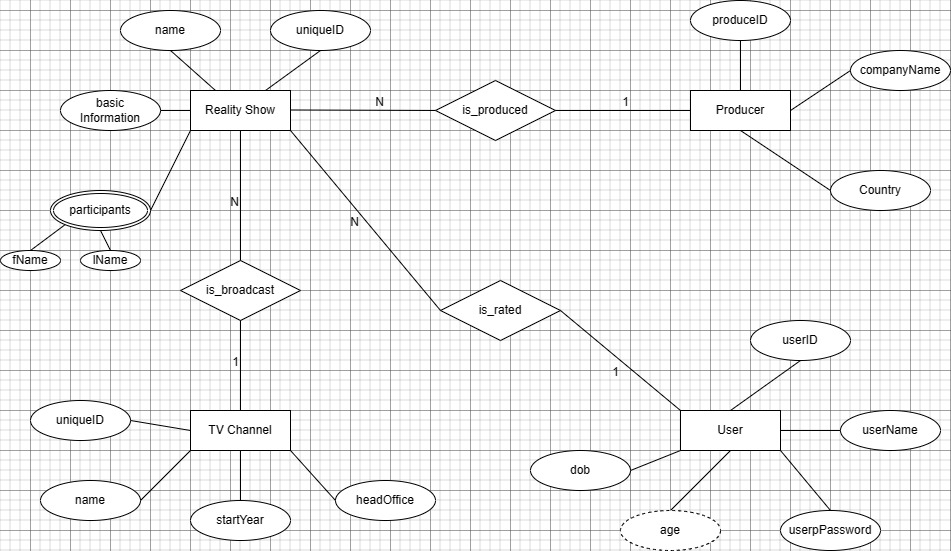 name
uniqueID
produceID
companyName
basic
Information
Reality Show
N
is_produced
1
Producer
participants
N
N
Country
fName
lName
is_broadcast
is_rated
1
1
userID
uniqueID
TV Channel
User
userName
dob
name
startYear
headOffice
age
userpPassword